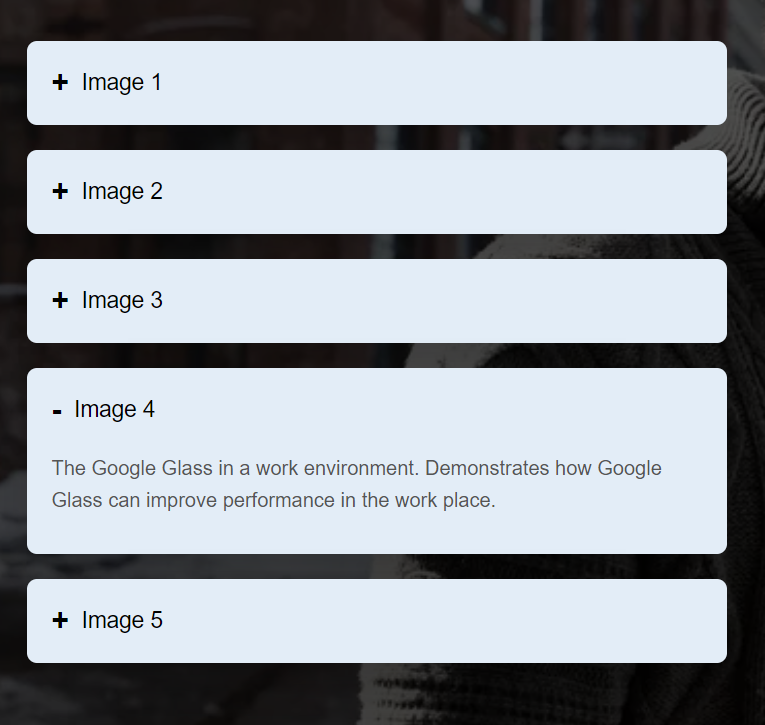 + Image 1
+ Image 2
+ Image 3
- Image 4
The Google Glass in a work environment. Demonstrates how Google
Glass can improve performance in the work place.
+ Image 5